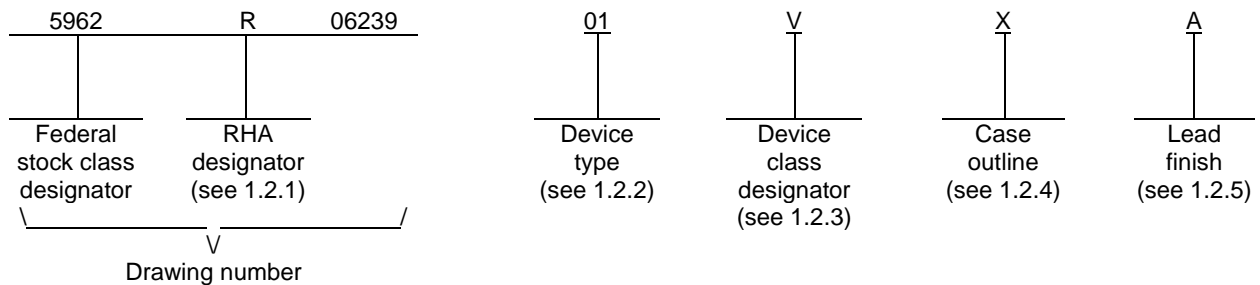 5962 R 06239 01 V X A
Federal stock class designator
RHA designator (see 1.2.1)
Device type (see 1.2.2)
Device class designator (see 1.2.3)
Case outline (see 1.2.4)
Lead finish (see 1.2.5)
Drawing number